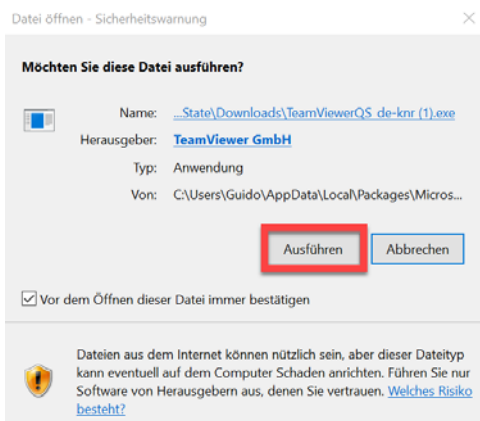 Datei öffnen - Sicherheitswarnung
Möchten Sie diese Datei ausführen?
Name: ...State\Downloads\TeamViewerQS_de-knr (1).exe
Herausgeber: TeamViewer GmbH
Typ: Anwendung
Von: C:\Users\Guido\AppData\Local\Packages\Micros...
Ausführen Abbrechen
Vor dem Öffnen dieser Datei immer bestätigen
Dateien aus dem Internet können nützlich sein, aber dieser Dateityp
kann eventuell auf dem Computer Schaden anrichten. Führen Sie nur
Software von Herausgebern aus, denen Sie vertrauen. Welches Risiko
besteht?